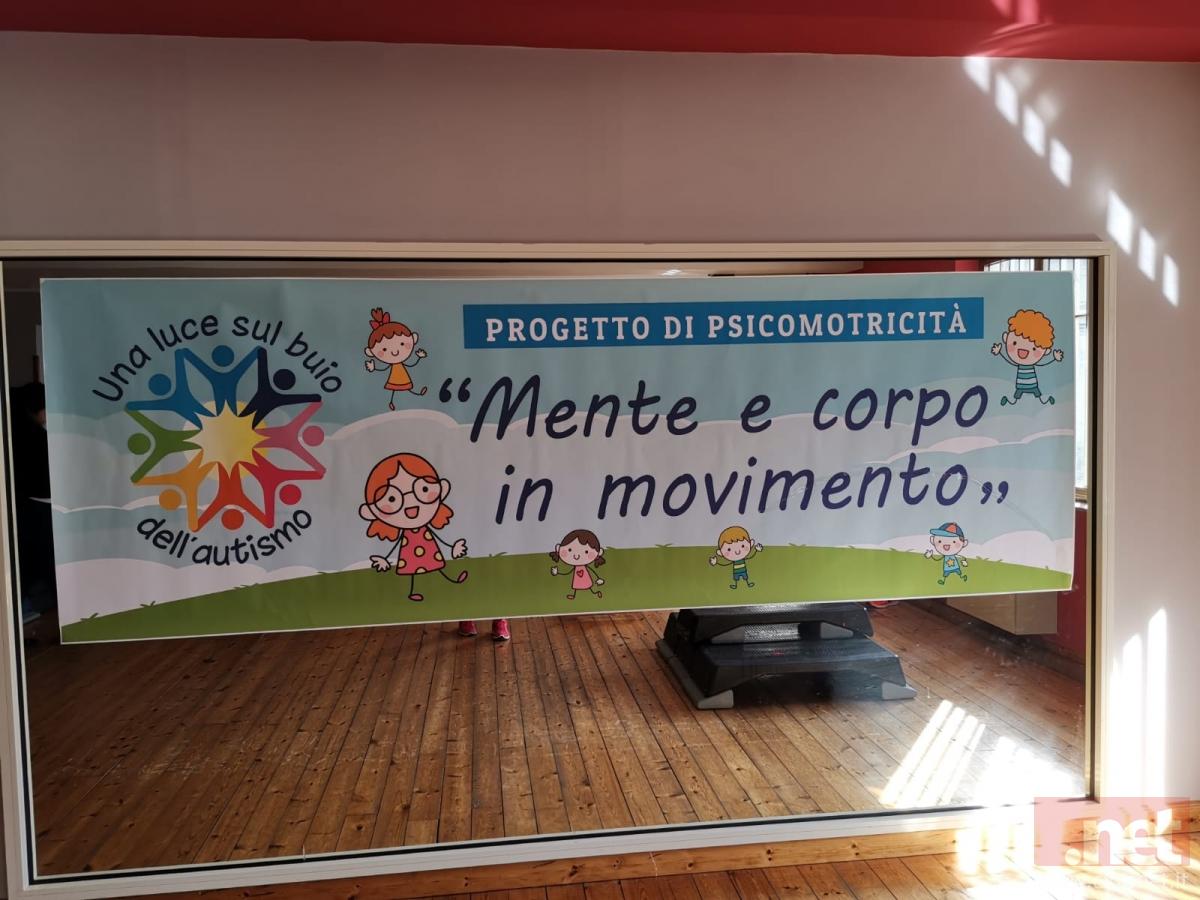 Una luce sul buio
dell'autismo
PROGETTO DI PSICOMOTRICITÀ
“Mente e corpo
in movimento„
.net